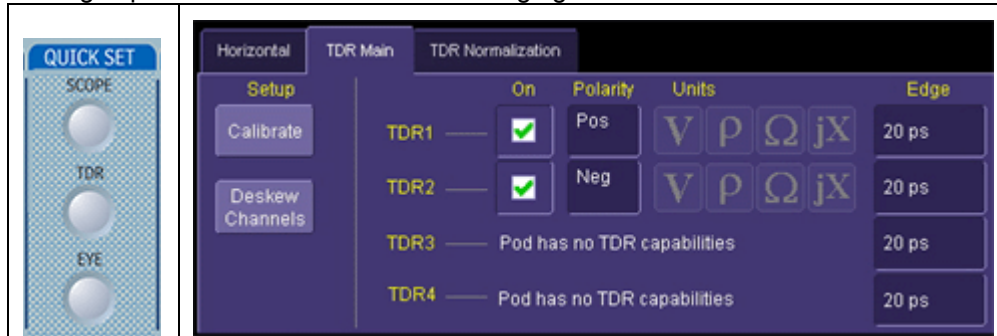 QUICK SET
SCOPE
TDR
EYE
Horizontal TDR Main TDR Normalization
Setup On Polarity Units Edge
Calibrate TDR1 Pos V ρ Ω jX 20 ps
Deskew Channels TDR2 Neg V ρ Ω jX 20 ps
TDR3 Pod has no TDR capabilities 20 ps
TDR4 Pod has no TDR capabilities 20 ps